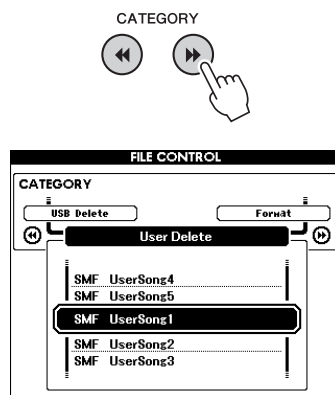 CATEGORY
FILE CONTROL
CATEGORY
USB Delete
Format
User Delete
SMF UserSong4
SMF UserSong5
SMF UserSong1
SMF UserSong2
SMF UserSong3